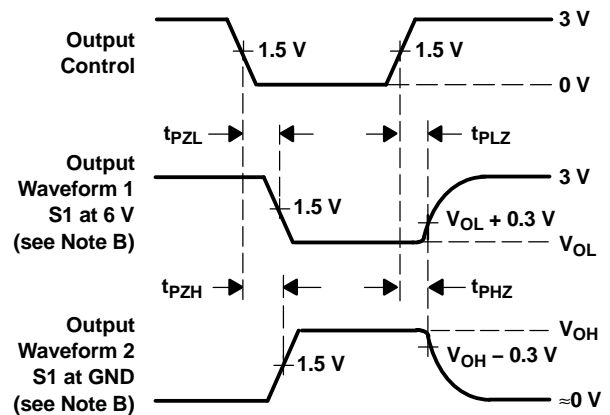 Output
Control
1.5 V
1.5 V
3 V
0 V
tPZL
tPLZ
Output
Waveform 1
S1 at 6 V
(see Note B)
1.5 V
3 V
VOL + 0.3 V
VOL
tPZH
tPHZ
Output
Waveform 2
S1 at GND
(see Note B)
1.5 V
VOH
VOH − 0.3 V
≈0 V